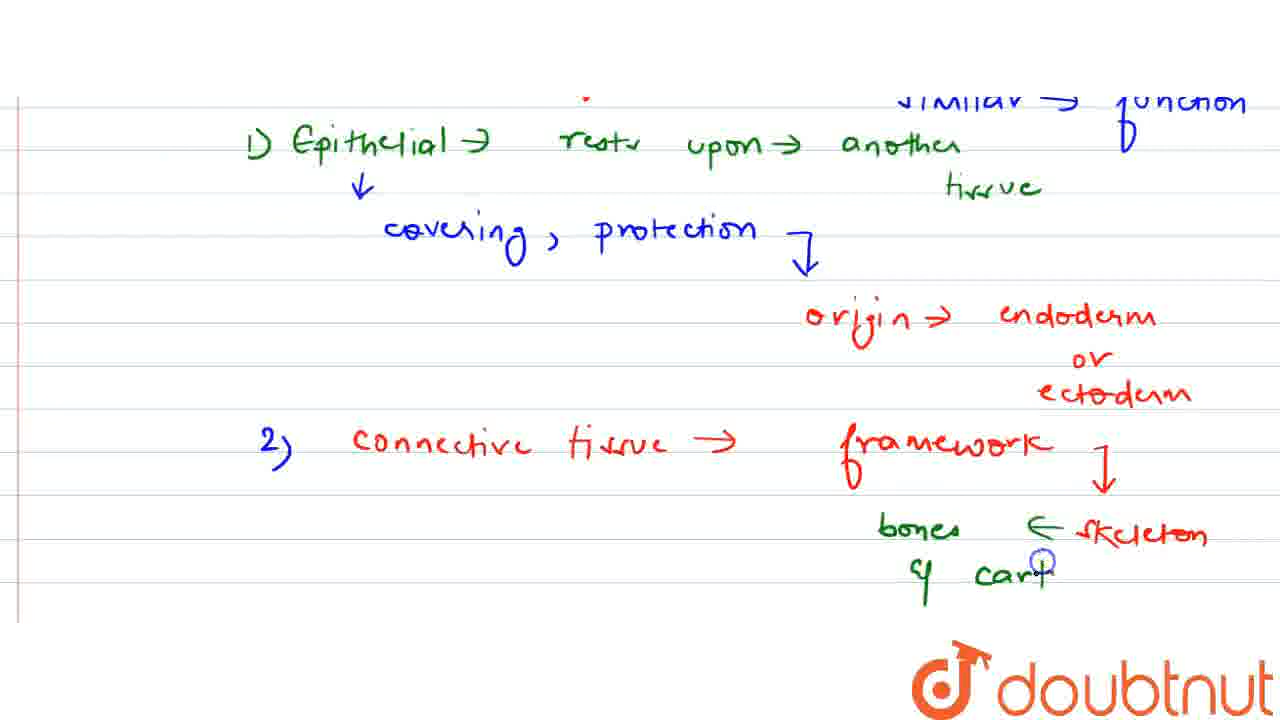 similar → function
1) Epithelial → rests upon → another
tissue
↓
covering, protection
origin → endoderm
or
ectoderm
2) connective tissue → framework
bones ← skeleton
& cart
doubtnut